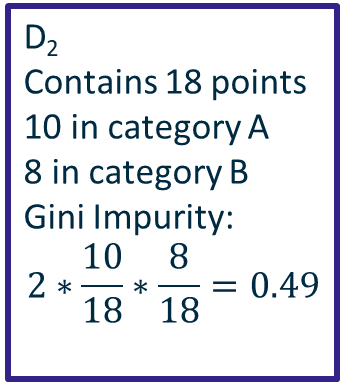 D₂
Contains 18 points
10 in category A
8 in category B
Gini Impurity:
2 * 10/18 * 8/18 = 0.49